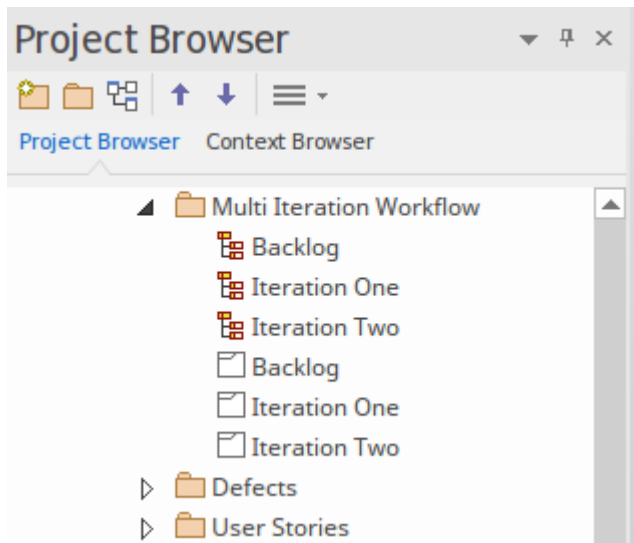 Project Browser
Project Browser Context Browser
Multi Iteration Workflow
Backlog
Iteration One
Iteration Two
Backlog
Iteration One
Iteration Two
Defects
User Stories